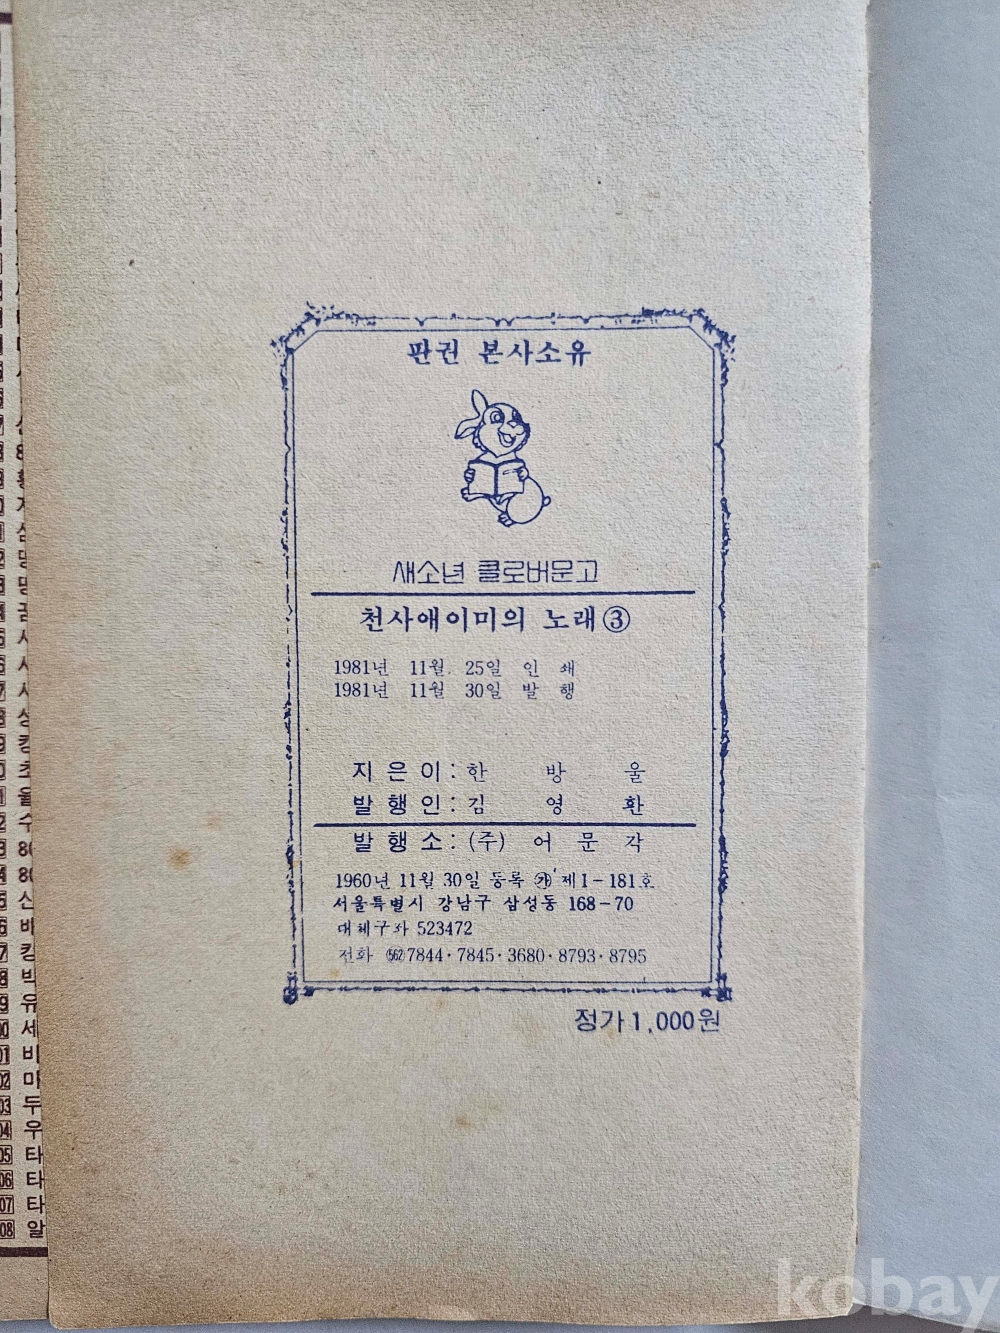 판권 본사소유
새소년 클로버문고
천사애이미의 노래③
1981년 11월 25일 인 쇄
1981년 11월 30일 발 행
지 은 이 : 한 방 울
발 행 인 : 김 영 환
발 행 소 : (주) 어 문 각
1960년 11월 30일 등록 ㉮ 제1-181호
서울특별시 강남구 삼성동 168-70
대체구좌 523472
전화 (562) 7844·7845·3680·8793·8795
정가 1,000원
kobay